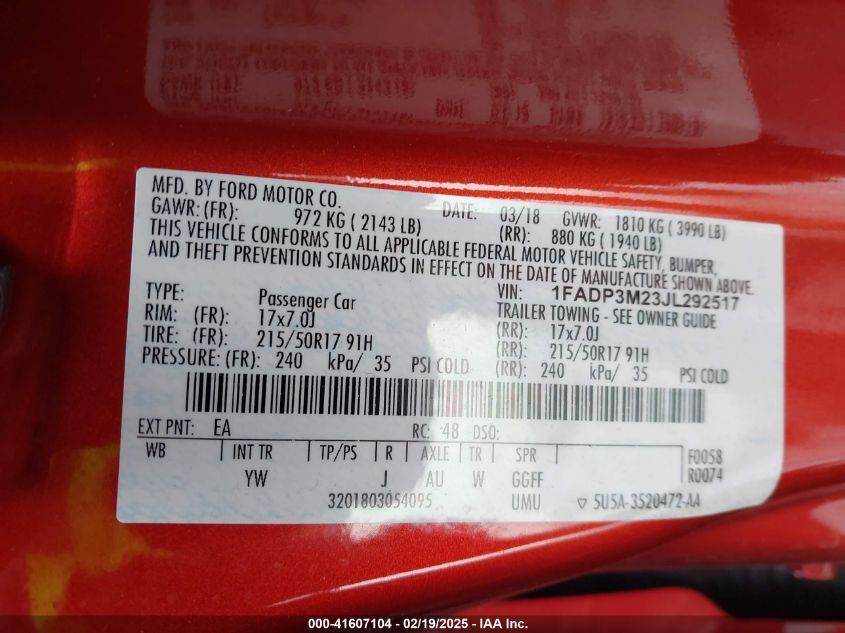 MFD. BY FORD MOTOR CO.
DATE: 03/18 GVWR: 1810 KG ( 3990 LB)
GAWR: (FR): 972 KG ( 2143 LB) (RR): 880 KG ( 1940 LB)
THIS VEHICLE CONFORMS TO ALL APPLICABLE FEDERAL MOTOR VEHICLE SAFETY, BUMPER,
AND THEFT PREVENTION STANDARDS IN EFFECT ON THE DATE OF MANUFACTURE SHOWN ABOVE.
VIN: 1FADP3M23JL292517
TYPE: Passenger Car TRAILER TOWING - SEE OWNER GUIDE
RIM: (FR): 17x7.0J (RR): 17x7.0J
TIRE: (FR): 215/50R17 91H (RR): 215/50R17 91H
PRESSURE: (FR): 240 kPa/ 35 PSI COLD (RR): 240 kPa/ 35 PSI COLD
EXT PNT: EA RC: 48 DSO:
WB INT TR TP/PS R AXLE TR SPR F0058
YW J AU W GGFF R0074
3201803054095 UMU ▽ 5U5A-3520472-AA
000-41607104 - 02/19/2025 - IAA Inc.